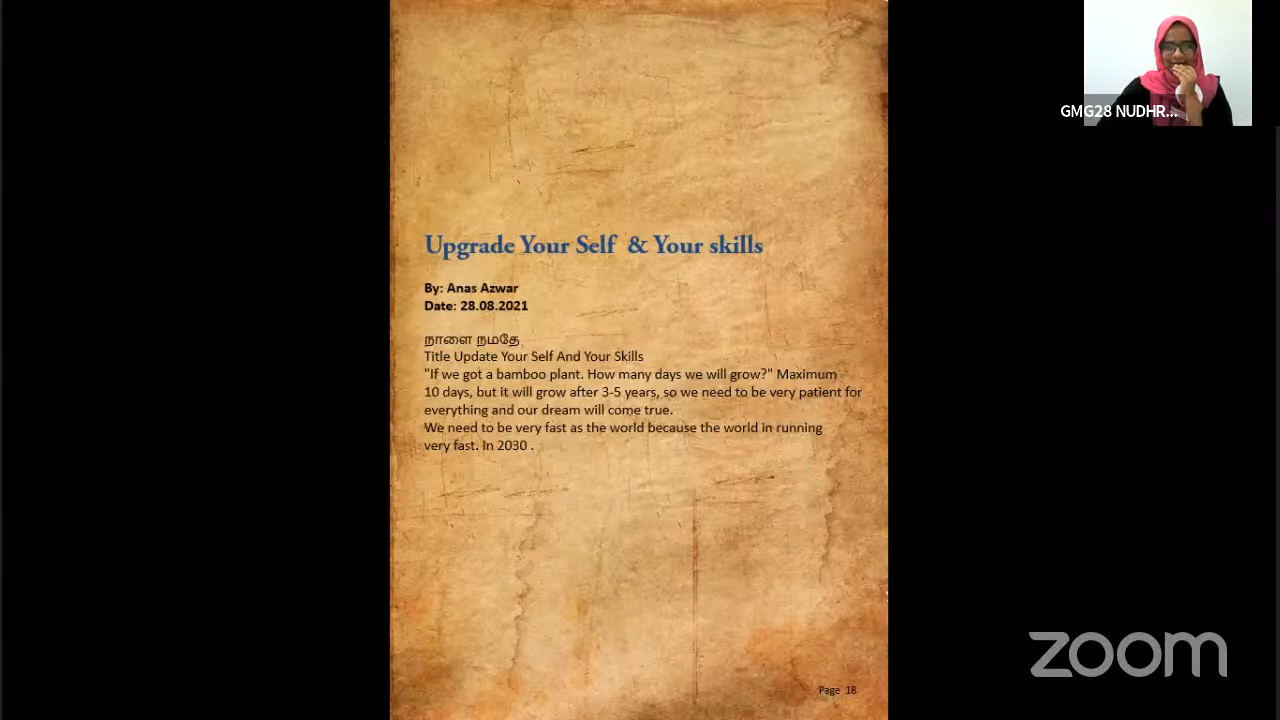 GMG28 NUDHR...
Upgrade Your Self & Your skills
By: Anas Azwar
Date: 28.08.2021
நாளை நமதே
Title Update Your Self And Your Skills
"If we got a bamboo plant. How many days we will grow?" Maximum
10 days, but it will grow after 3-5 years, so we need to be very patient for
everything and our dream will come true.
We need to be very fast as the world because the world in running
very fast. In 2030 .
Page 18
zoom